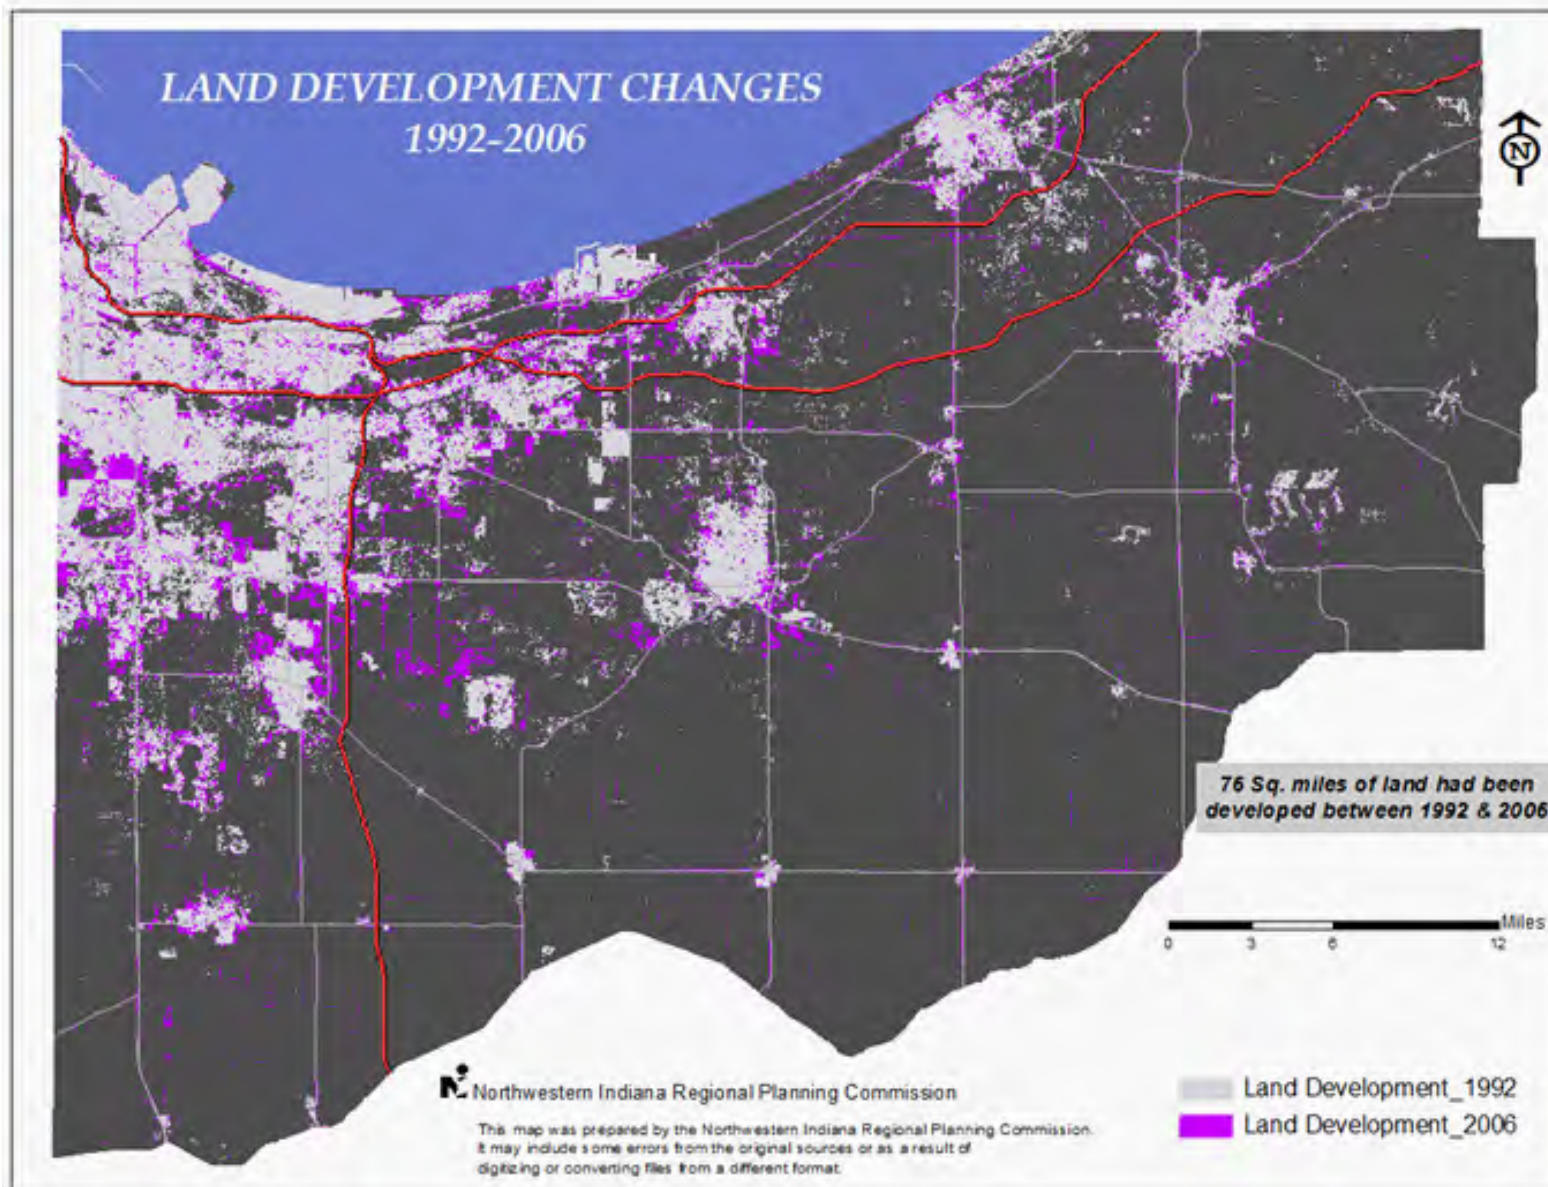 LAND DEVELOPMENT CHANGES
1992-2006
N
76 Sq. miles of land had been
developed between 1992 & 2006
Miles
0 3 6 12
Northwestern Indiana Regional Planning Commission
This map was prepared by the Northwestern Indiana Regional Planning Commission.
It may include some errors from the original sources or as a result of
digitizing or converting files from a different format.
Land Development_1992
Land Development_2006